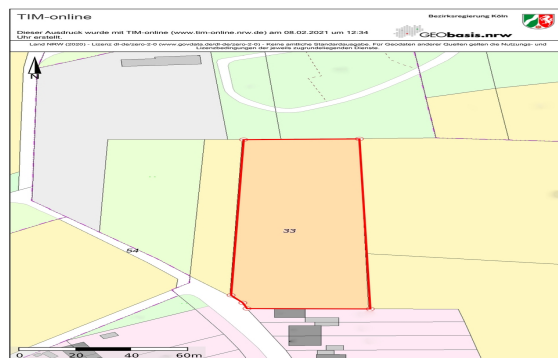 TIM-online
Bezirksregierung Köln
Dieser Ausdruck wurde mit TIM-online (www.tim-online.nrw.de) am 08.02.2021 um 12:34
Uhr erstellt.
GEObasis.nrw
Land NRW (2020) - Lizenz dl-de/zero-2-0 (www.govdata.de/dl-de/zero-2-0) - Keine amtliche Standardausgabe. Für Geodaten anderer Quellen gelten die Nutzungs- und
Lizenzbedingungen der jeweils zugrundeliegenden Dienste.
N
33
54
0 20 40 60m